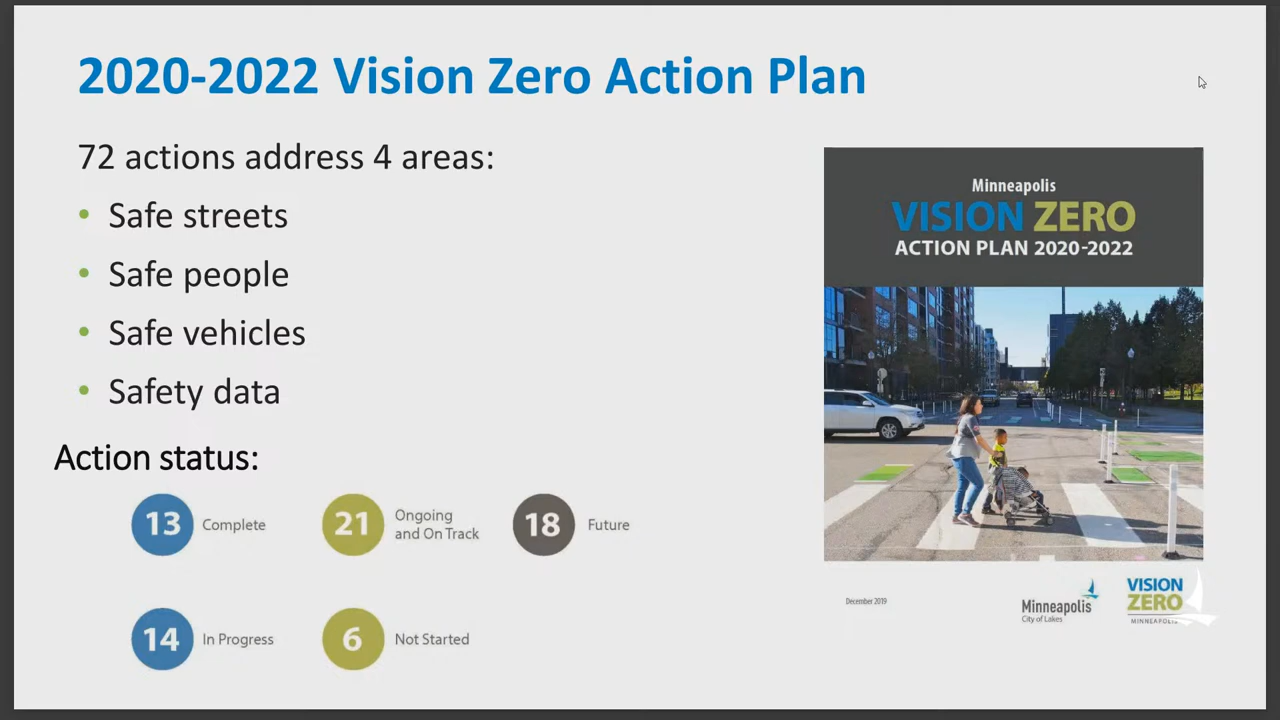 2020-2022 Vision Zero Action Plan
72 actions address 4 areas:
• Safe streets
• Safe people
• Safe vehicles
• Safety data
Action status:
13 Complete
21 Ongoing and On Track
18 Future
14 In Progress
6 Not Started
Minneapolis
VISION ZERO
ACTION PLAN 2020-2022
December 2019
Minneapolis
City of Lakes
VISION
ZERO
MINNEAPOLIS